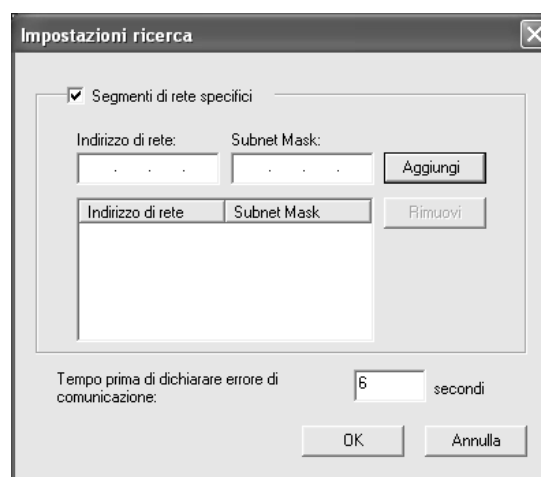 Impostazioni ricerca
Segmenti di rete specifici
Indirizzo di rete: Subnet Mask:
. . . . . . Aggiungi
Indirizzo di rete Subnet Mask Rimuovi
Tempo prima di dichiarare errore di
comunicazione:
6 secondi
OK Annulla